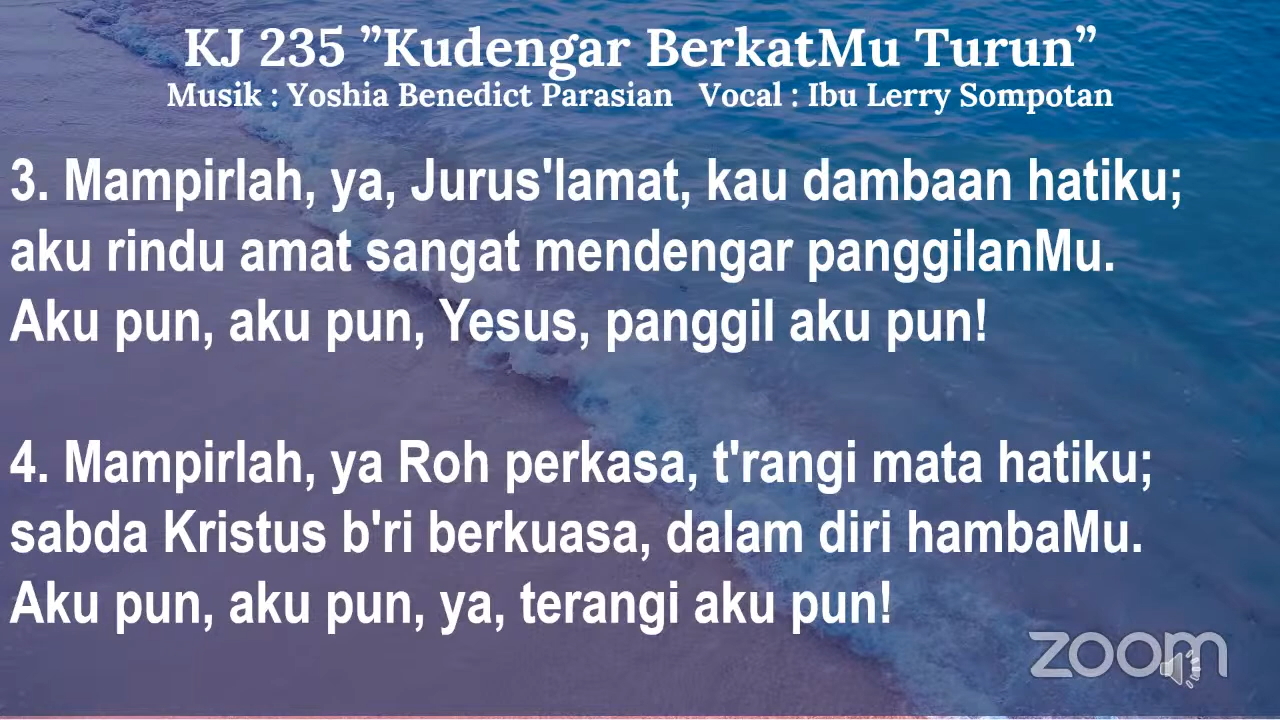 KJ 235 ”Kudengar BerkatMu Turun”
Musik : Yoshia Benedict Parasian   Vocal : Ibu Lerry Sompotan
3. Mampirlah, ya, Jurus'lamat, kau dambaan hatiku;
aku rindu amat sangat mendengar panggilanMu.
Aku pun, aku pun, Yesus, panggil aku pun!
4. Mampirlah, ya Roh perkasa, t'rangi mata hatiku;
sabda Kristus b'ri berkuasa, dalam diri hambaMu.
Aku pun, aku pun, ya, terangi aku pun!
zoom